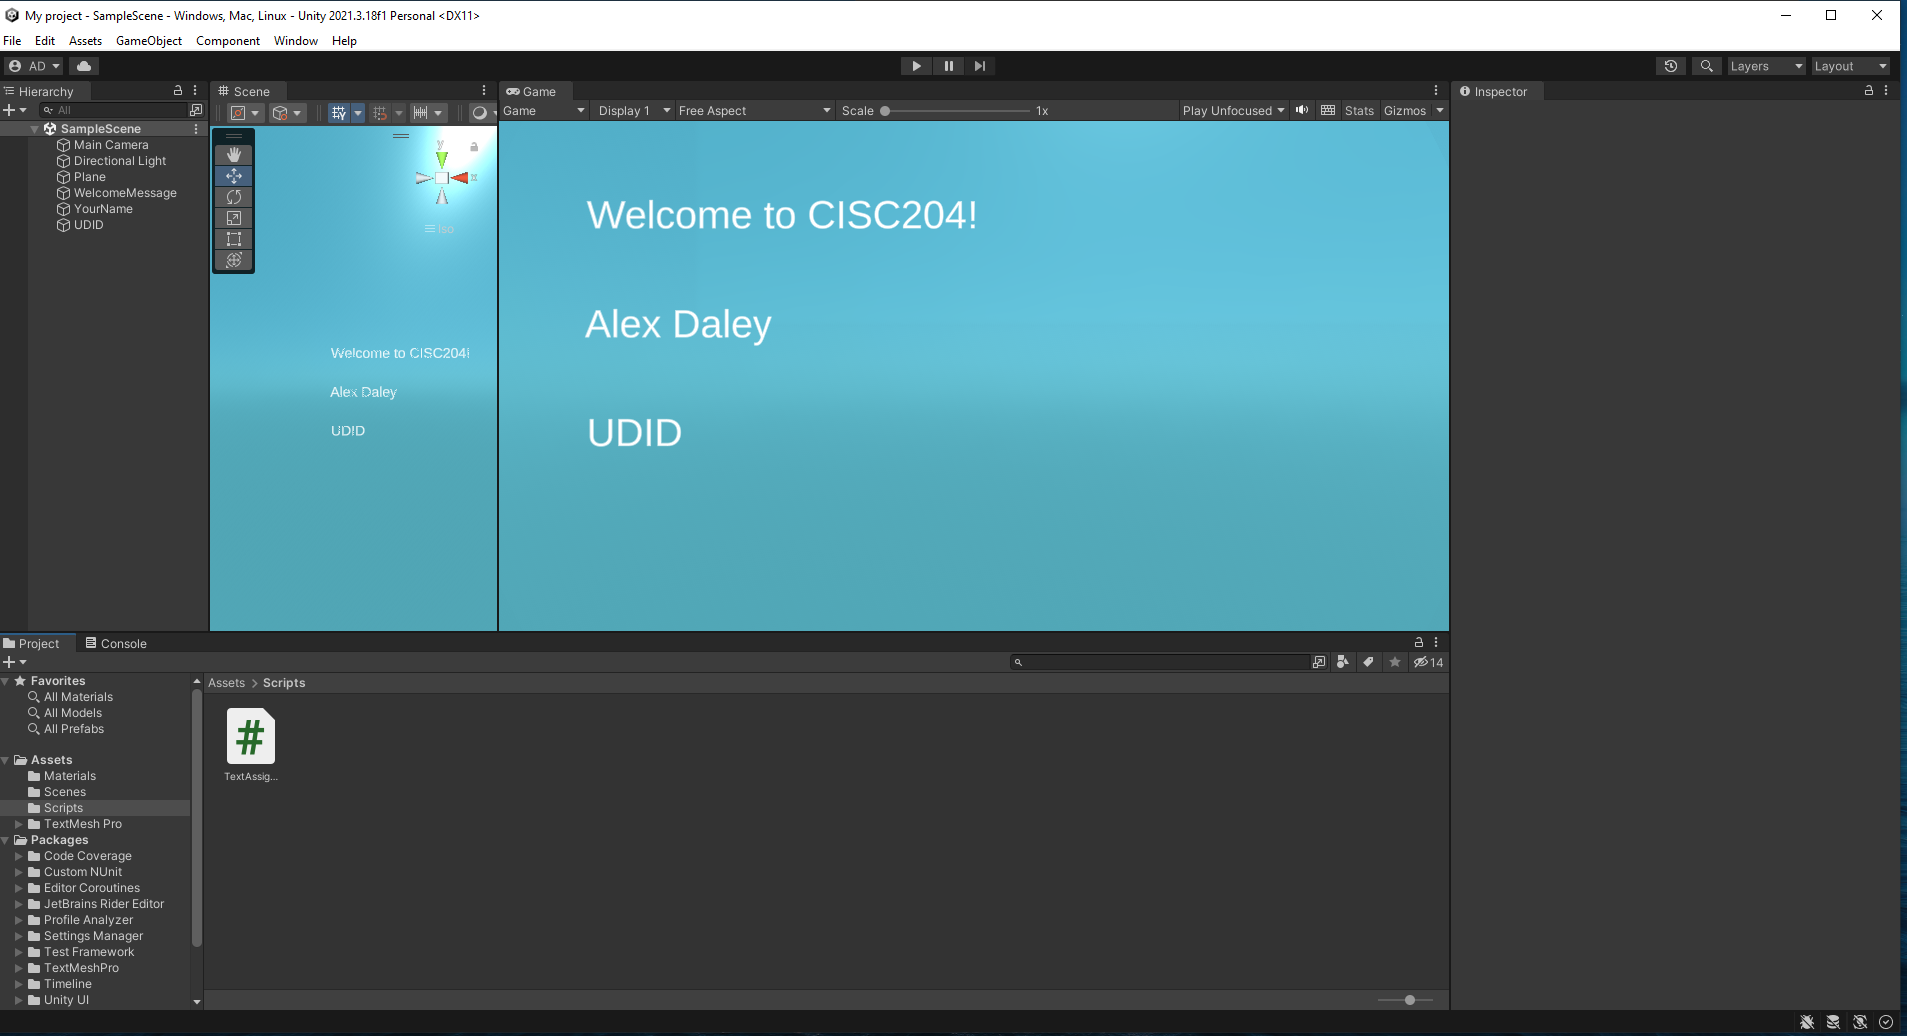 My project - SampleScene - Windows, Mac, Linux - Unity 2021.3.18f1 Personal <DX11>
File Edit Assets GameObject Component Window Help
AD Layers Layout
Hierarchy
All
SampleScene
Main Camera
Directional Light
Plane
WelcomeMessage
YourName
UDID
Scene
y
x
Iso
Welcome to CISC204!
Alex Daley
UDID
Game
Game Display 1 Free Aspect Scale 1x Play Unfocused Stats Gizmos
Welcome to CISC204!
Alex Daley
UDID
Inspector
Project Console
14
Favorites
All Materials
All Models
All Prefabs
Assets
Materials
Scenes
Scripts
TextMesh Pro
Packages
Code Coverage
Custom NUnit
Editor Coroutines
JetBrains Rider Editor
Profile Analyzer
Settings Manager
Test Framework
TextMeshPro
Timeline
Unity UI
Assets > Scripts
#
TextAssig...